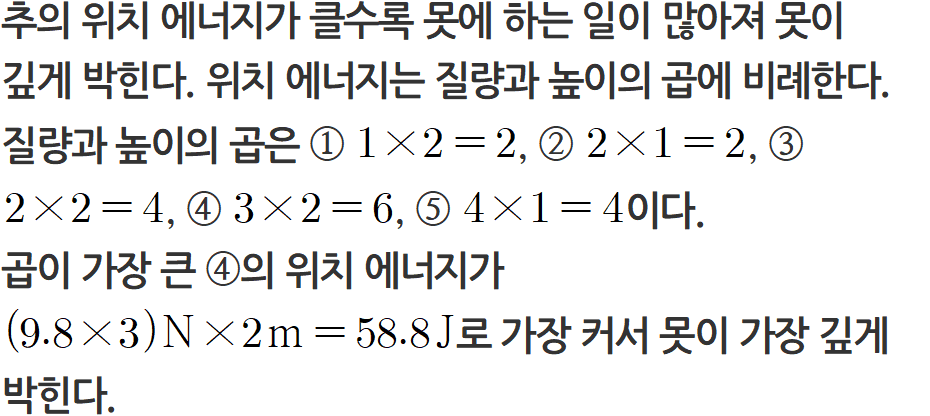 추의 위치 에너지가 클수록 못에 하는 일이 많아져 못이
깊게 박힌다. 위치 에너지는 질량과 높이의 곱에 비례한다.
질량과 높이의 곱은 ① 1×2=2, ② 2×1=2, ③
2×2=4, ④ 3×2=6, ⑤ 4×1=4이다.
곱이 가장 큰 ④의 위치 에너지가
(9.8×3)N×2m=58.8J로 가장 커서 못이 가장 깊게
박힌다.